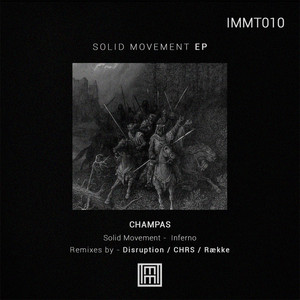 IMMT010
SOLID MOVEMENT EP
CHAMPAS
Solid Movement - Inferno
Remixes by - Disruption / CHRS / Række